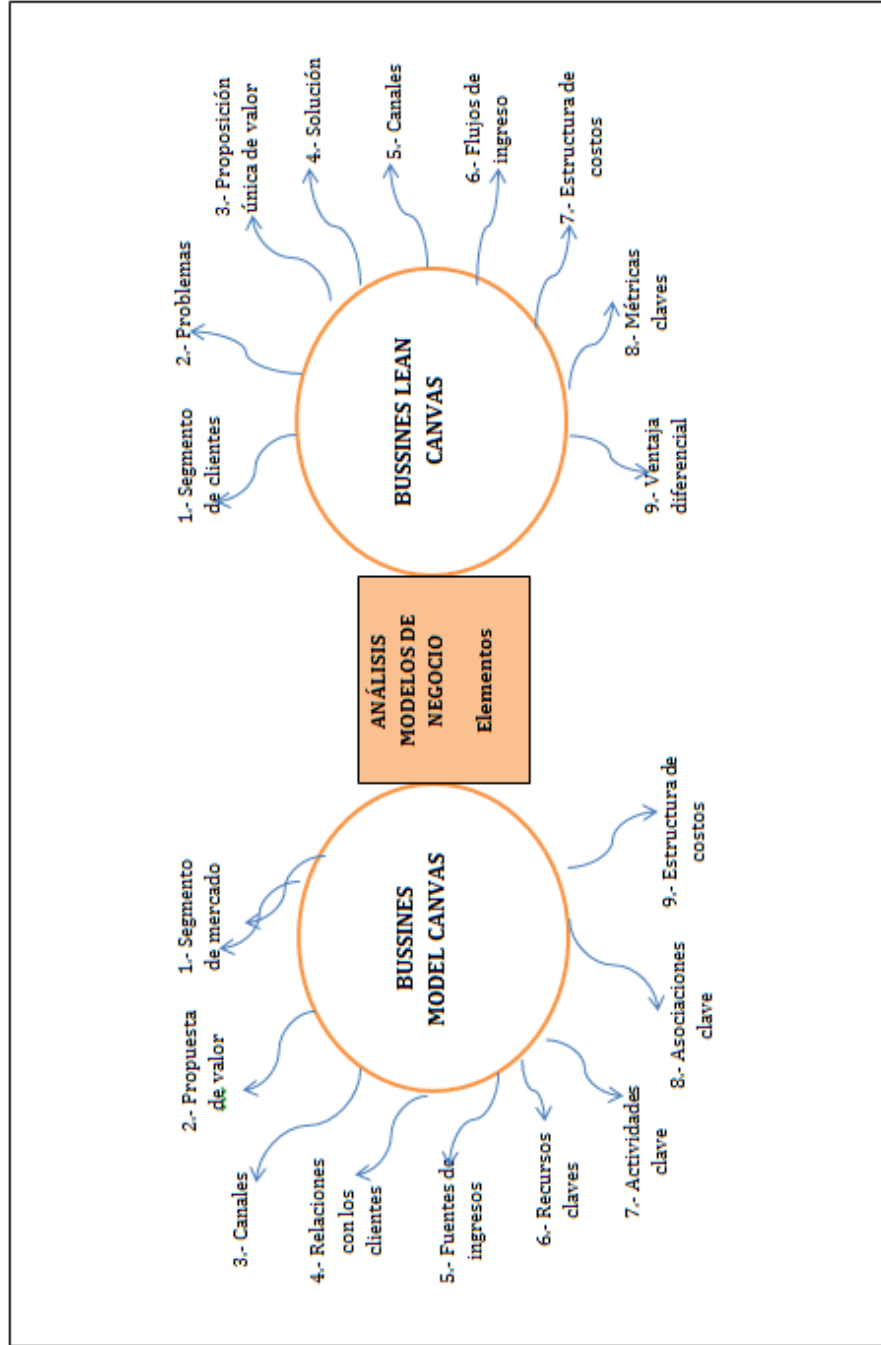 ANÁLISIS
MODELOS DE
NEGOCIO
Elementos
BUSSINES
MODEL CANVAS
1.- Segmento
de mercado
2.- Propuesta
de valor
3.- Canales
4.- Relaciones
con los
clientes
5.- Fuentes de
ingresos
6.- Recursos
claves
7.- Actividades
clave
8.- Asociaciones
clave
9.- Estructura de
costos
BUSSINES LEAN
CANVAS
1.- Segmento
de clientes
2.- Problemas
3.- Proposición
única de valor
4.- Solución
5.- Canales
6.- Flujos de
ingreso
7.- Estructura de
costos
8.- Métricas
claves
9.- Ventaja
diferencial